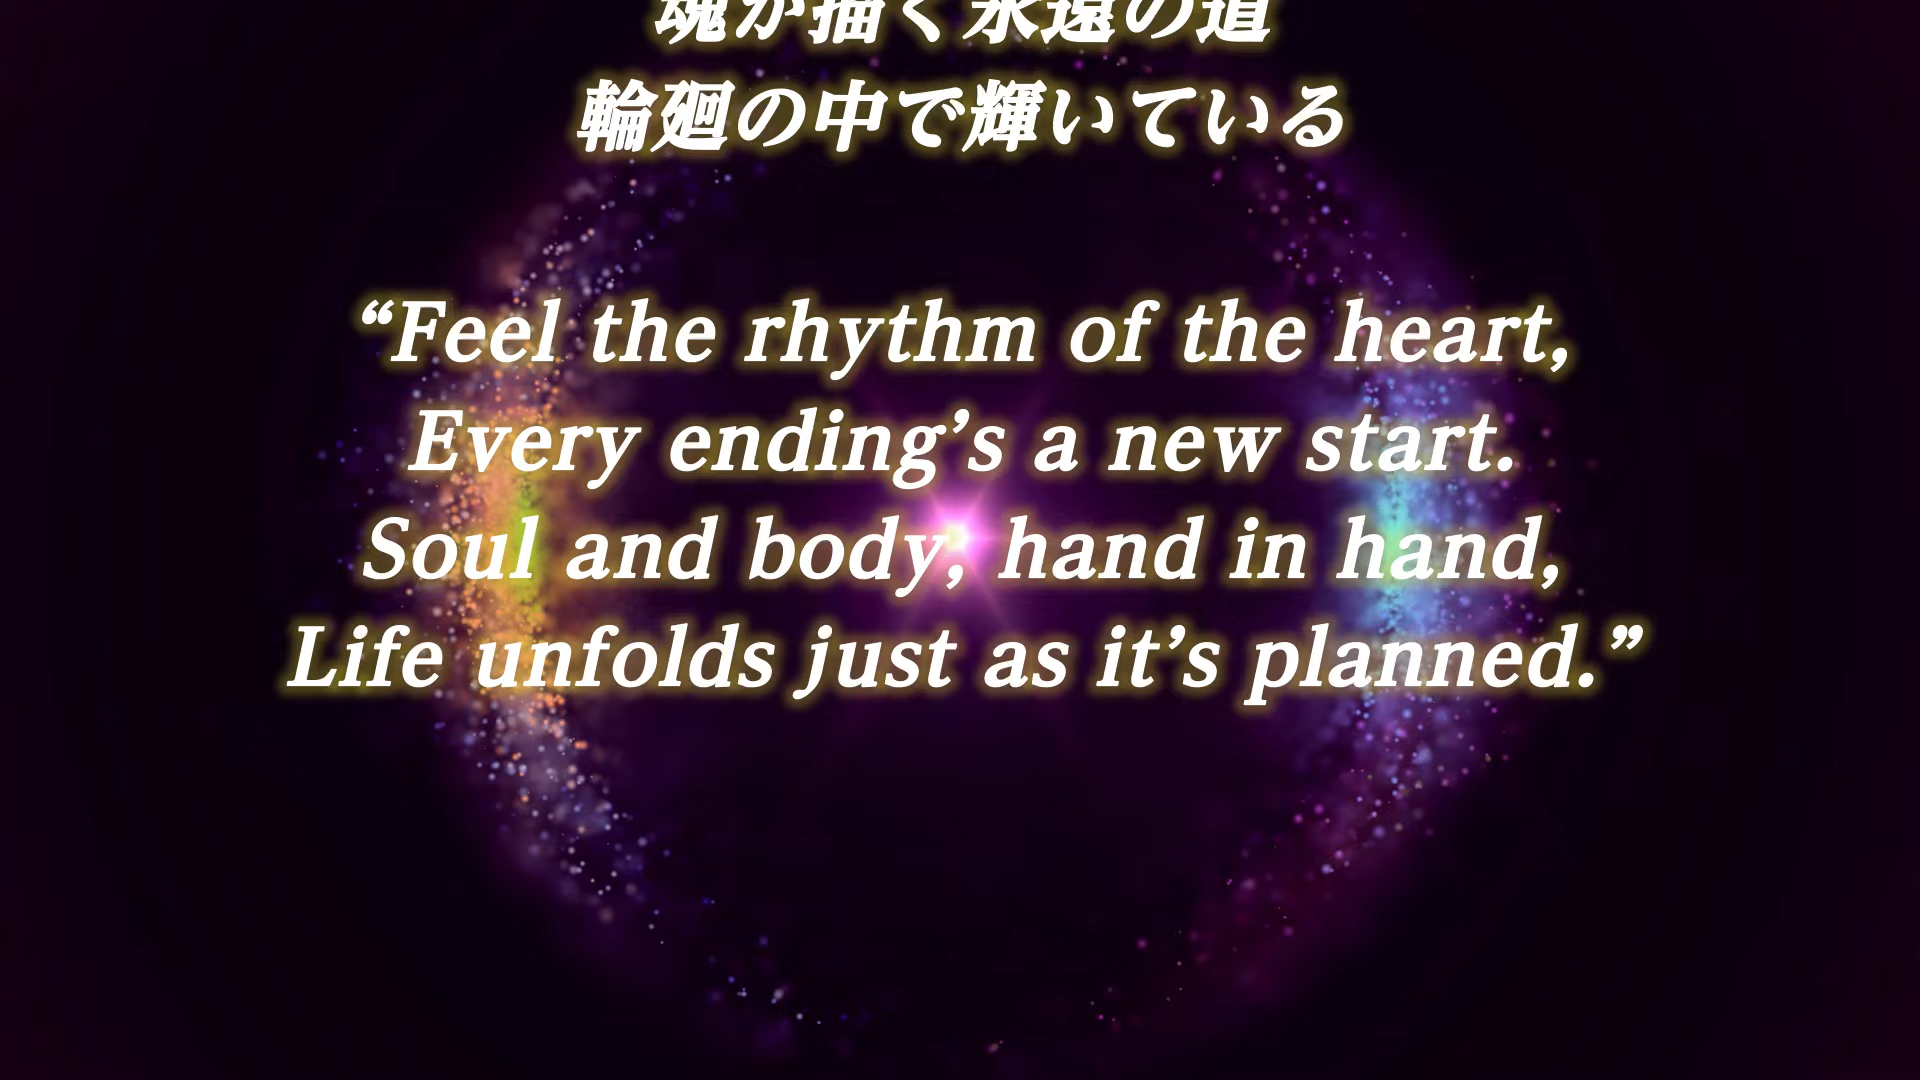 魂が描く永遠の道
輪廻の中で輝いている
“Feel the rhythm of the heart,
Every ending’s a new start.
Soul and body, hand in hand,
Life unfolds just as it’s planned.”